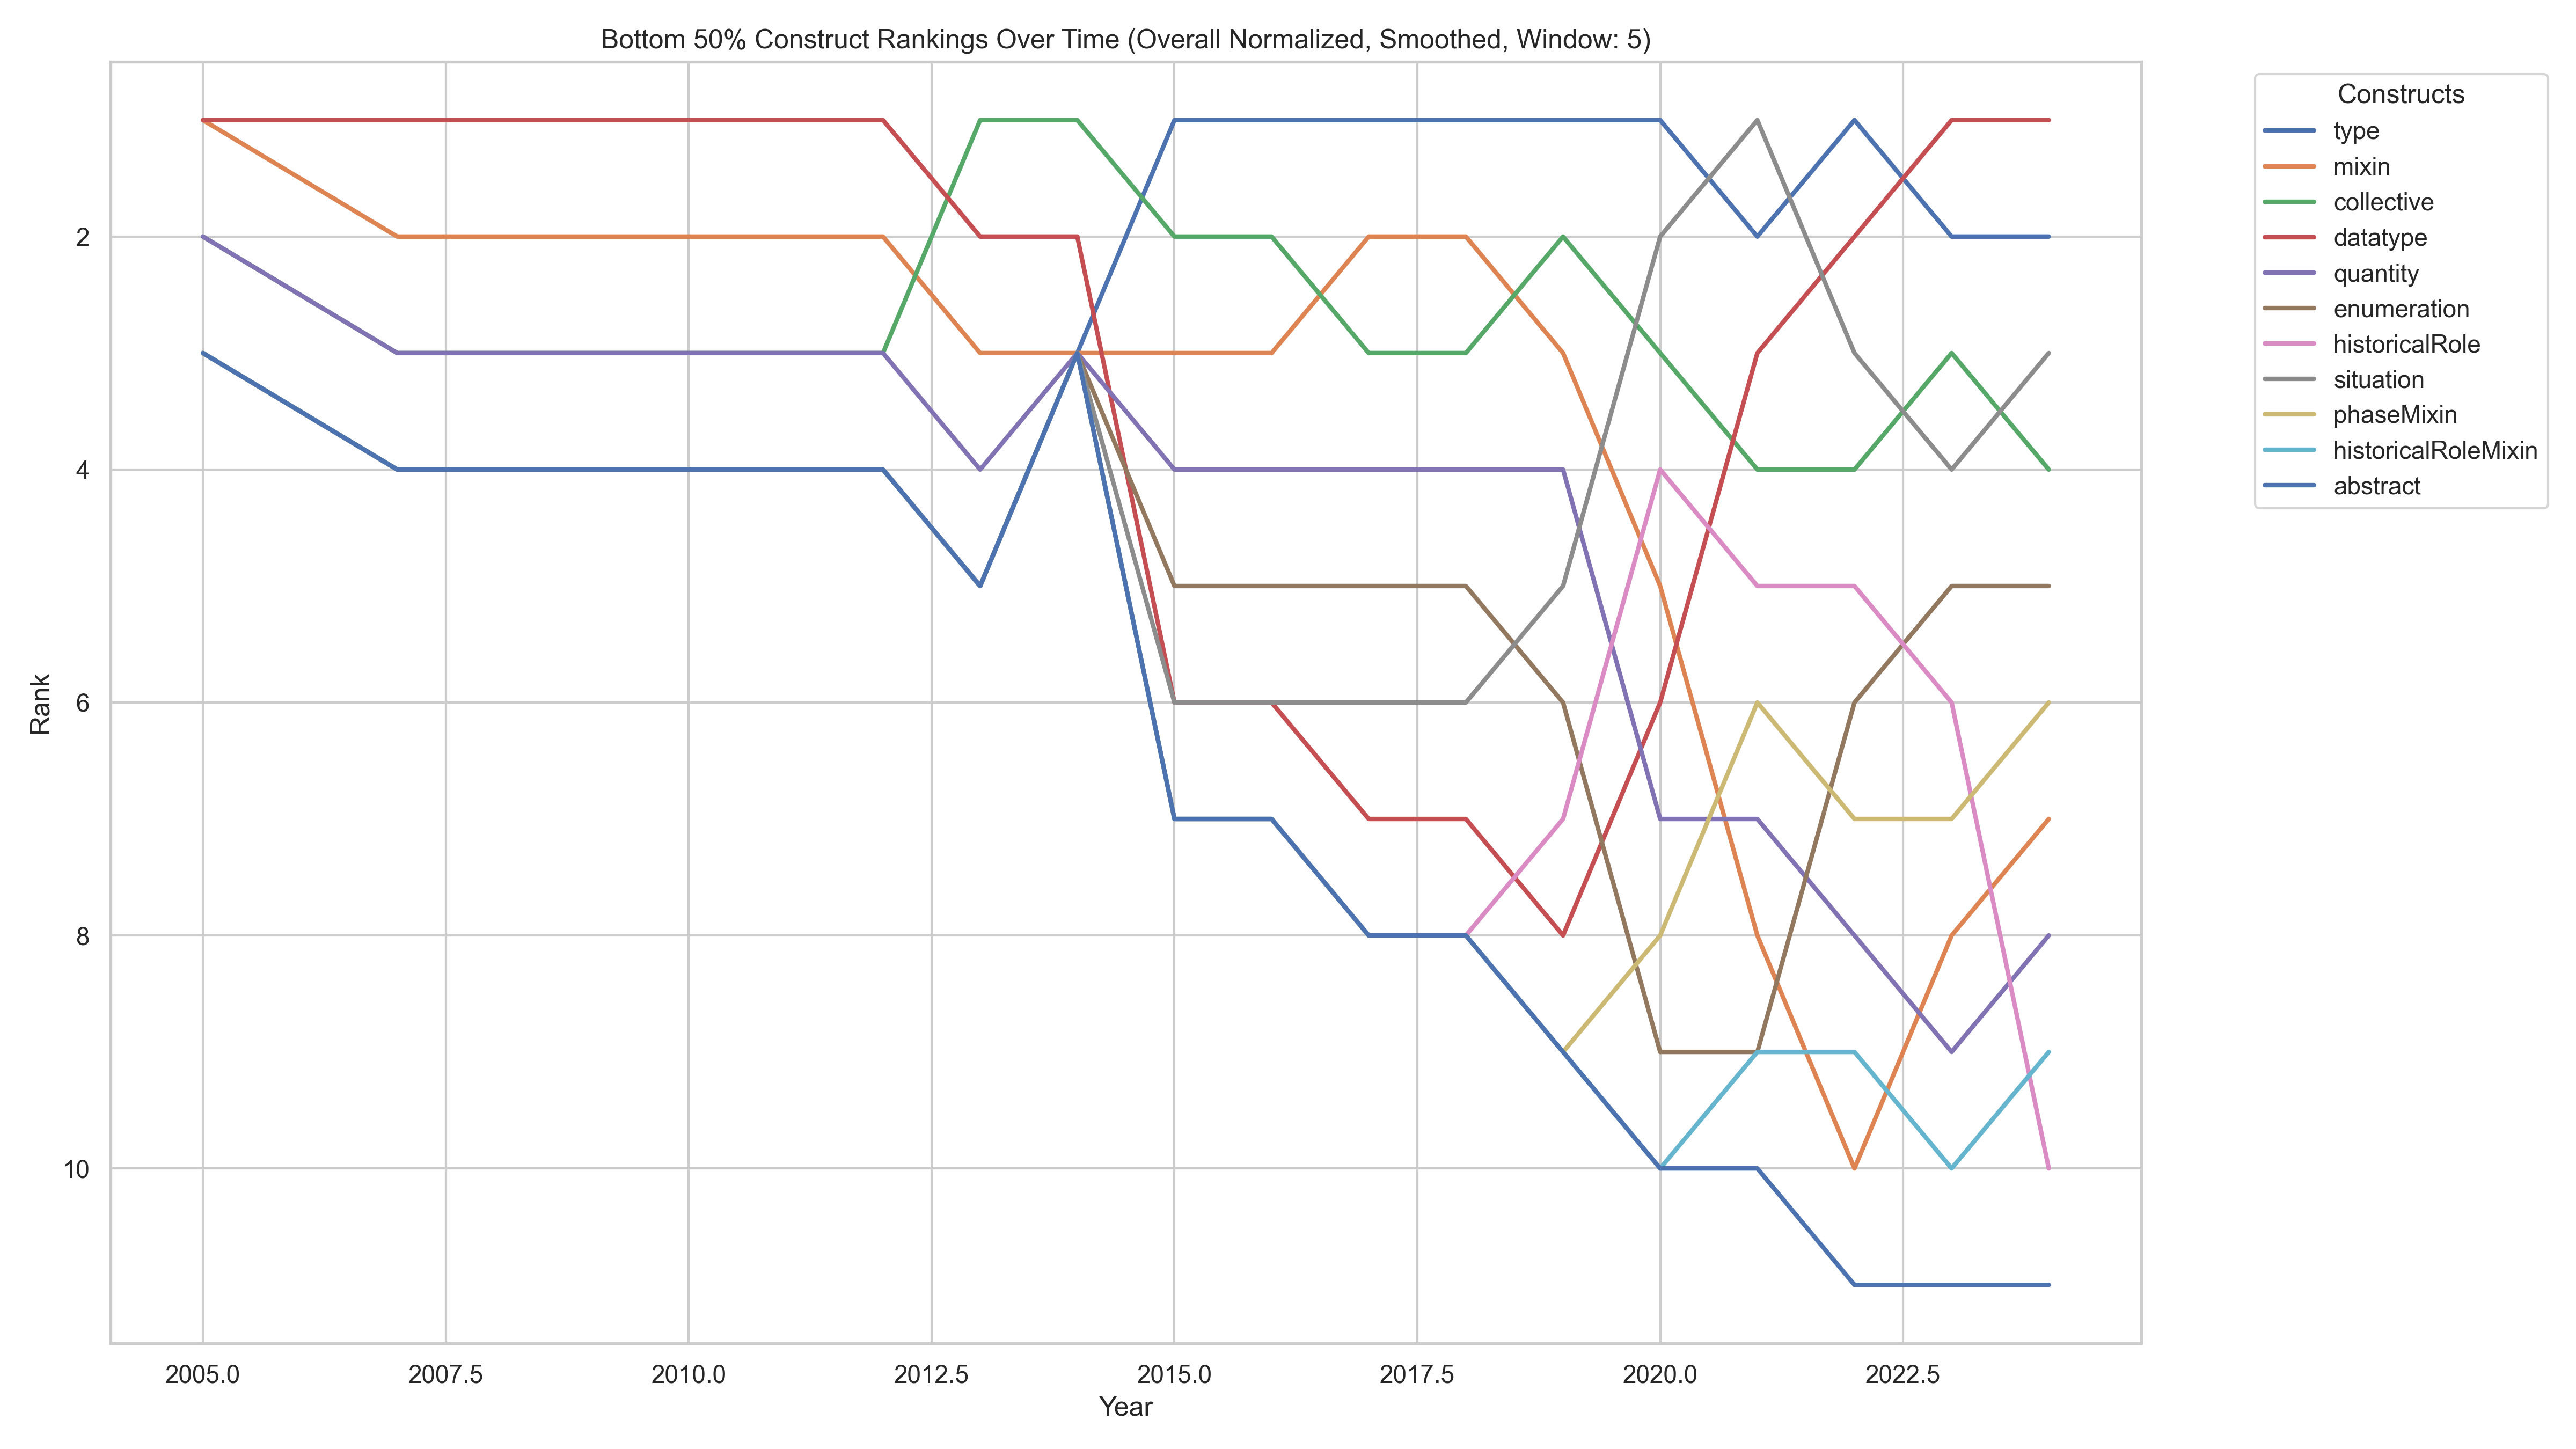 Bottom 50% Construct Rankings Over Time (Overall Normalized, Smoothed, Window: 5)
Constructs
type
mixin
collective
datatype
quantity
enumeration
historicalRole
situation
phaseMixin
historicalRoleMixin
abstract
2
4
6
8
10
Rank
2005.0 2007.5 2010.0 2012.5 2015.0 2017.5 2020.0 2022.5
Year